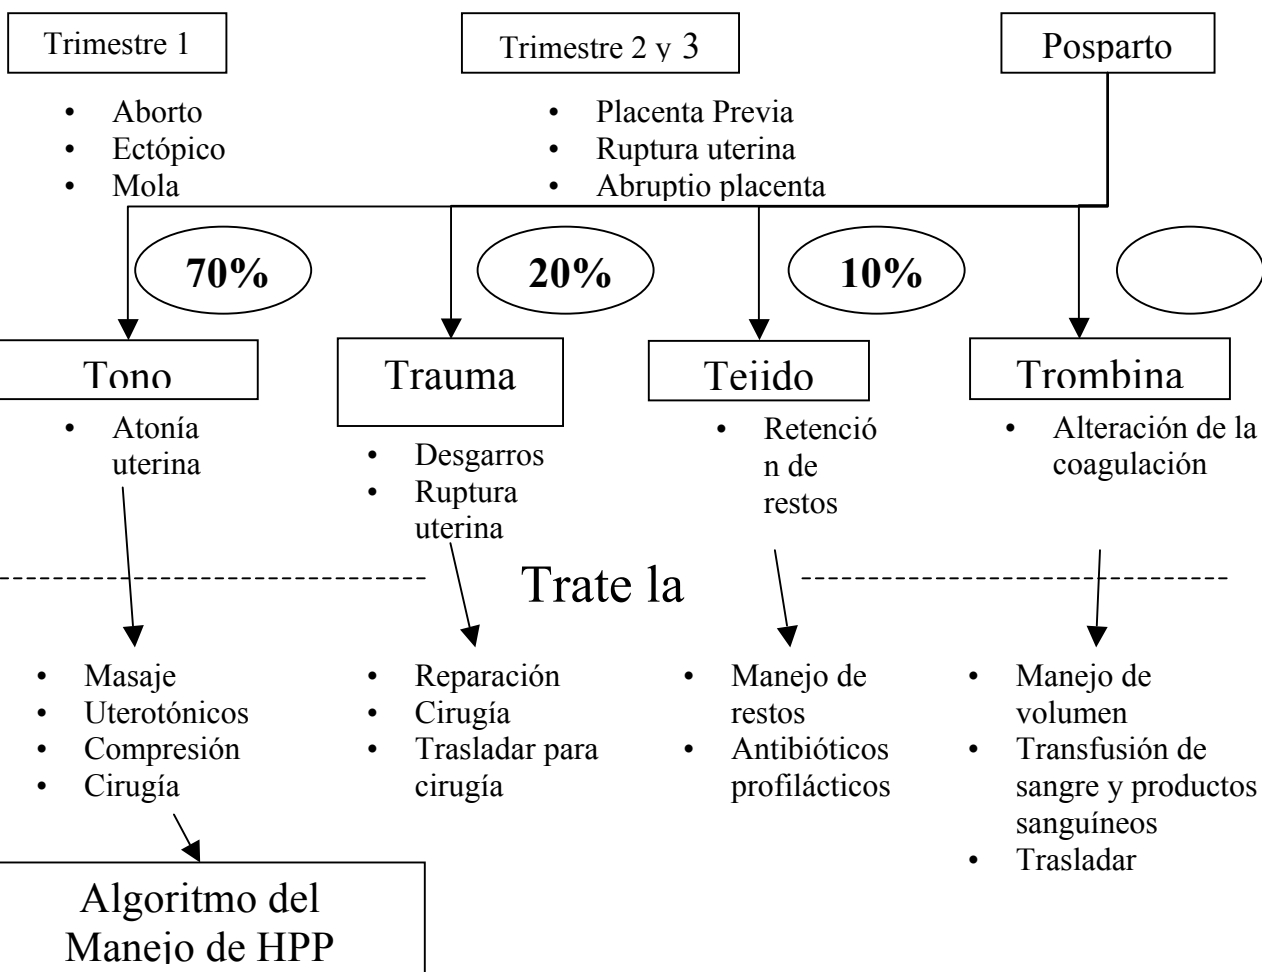 Trimestre 1
Trimestre 2 y 3
Posparto
• Aborto
• Ectópico
• Mola
• Placenta Previa
• Ruptura uterina
• Abruptio placenta
70%
20%
10%
Tono
• Atonía
uterina
Trauma
• Desgarros
• Ruptura
uterina
Tejido
• Retenció
n de
restos
Trombina
• Alteración de la
coagulación
Trate la
• Masaje
• Uterotónicos
• Compresión
• Cirugía
• Reparación
• Cirugía
• Trasladar para
cirugía
• Manejo de
restos
• Antibióticos
profilácticos
• Manejo de
volumen
• Transfusión de
sangre y productos
sanguíneos
• Trasladar
Algoritmo del
Manejo de HPP